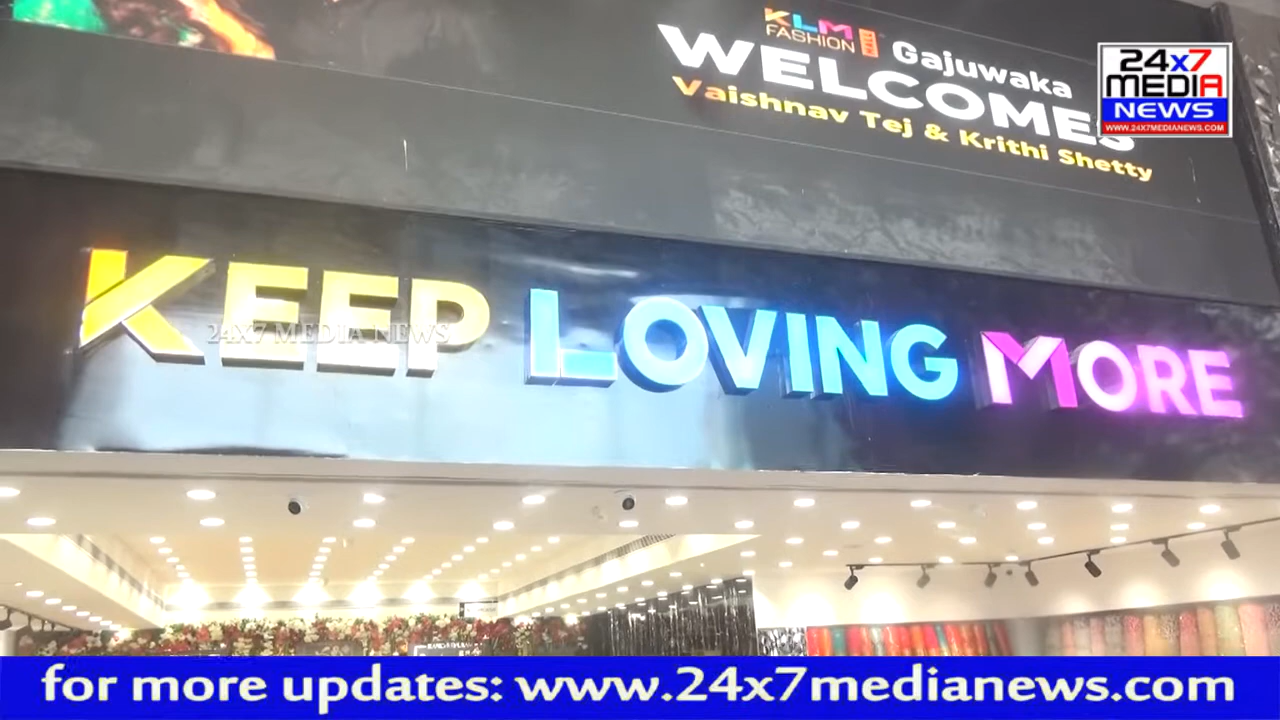 KLM
FASHION MALL Gajuwaka
WELCOMES
Vaishnav Tej & Krithi Shetty
24x7
MEDIA
NEWS
WWW.24X7MEDIANEWS.COM
KEEP LOVING MORE
24X7 MEDIA NEWS
for more updates: www.24x7medianews.com